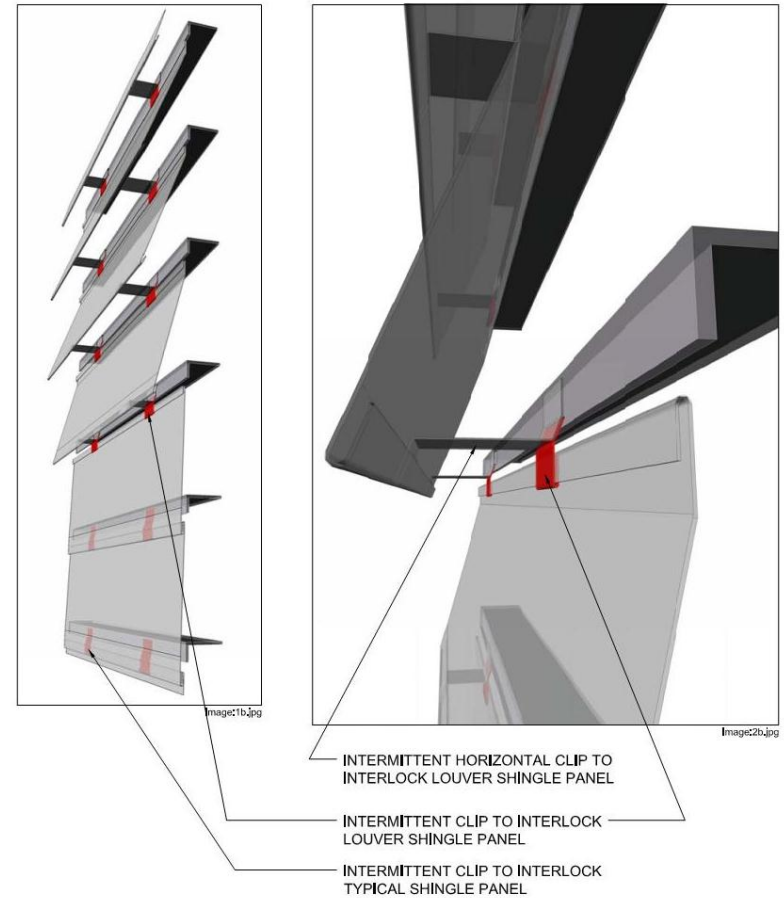 Image:1b.jpg
Image:2b.jpg
INTERMITTENT HORIZONTAL CLIP TO
INTERLOCK LOUVER SHINGLE PANEL
INTERMITTENT CLIP TO INTERLOCK
LOUVER SHINGLE PANEL
INTERMITTENT CLIP TO INTERLOCK
TYPICAL SHINGLE PANEL